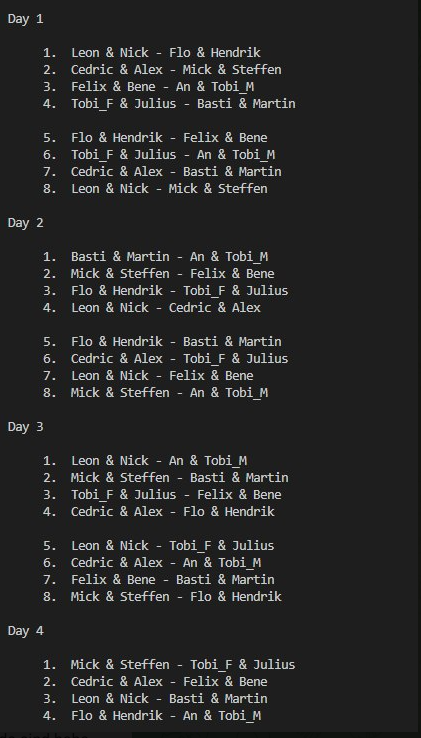 Day 1
1. Leon & Nick - Flo & Hendrik
2. Cedric & Alex - Mick & Steffen
3. Felix & Bene - An & Tobi_M
4. Tobi_F & Julius - Basti & Martin
5. Flo & Hendrik - Felix & Bene
6. Tobi_F & Julius - An & Tobi_M
7. Cedric & Alex - Basti & Martin
8. Leon & Nick - Mick & Steffen
Day 2
1. Basti & Martin - An & Tobi_M
2. Mick & Steffen - Felix & Bene
3. Flo & Hendrik - Tobi_F & Julius
4. Leon & Nick - Cedric & Alex
5. Flo & Hendrik - Basti & Martin
6. Cedric & Alex - Tobi_F & Julius
7. Leon & Nick - Felix & Bene
8. Mick & Steffen - An & Tobi_M
Day 3
1. Leon & Nick - An & Tobi_M
2. Mick & Steffen - Basti & Martin
3. Tobi_F & Julius - Felix & Bene
4. Cedric & Alex - Flo & Hendrik
5. Leon & Nick - Tobi_F & Julius
6. Cedric & Alex - An & Tobi_M
7. Felix & Bene - Basti & Martin
8. Mick & Steffen - Flo & Hendrik
Day 4
1. Mick & Steffen - Tobi_F & Julius
2. Cedric & Alex - Felix & Bene
3. Leon & Nick - Basti & Martin
4. Flo & Hendrik - An & Tobi_M